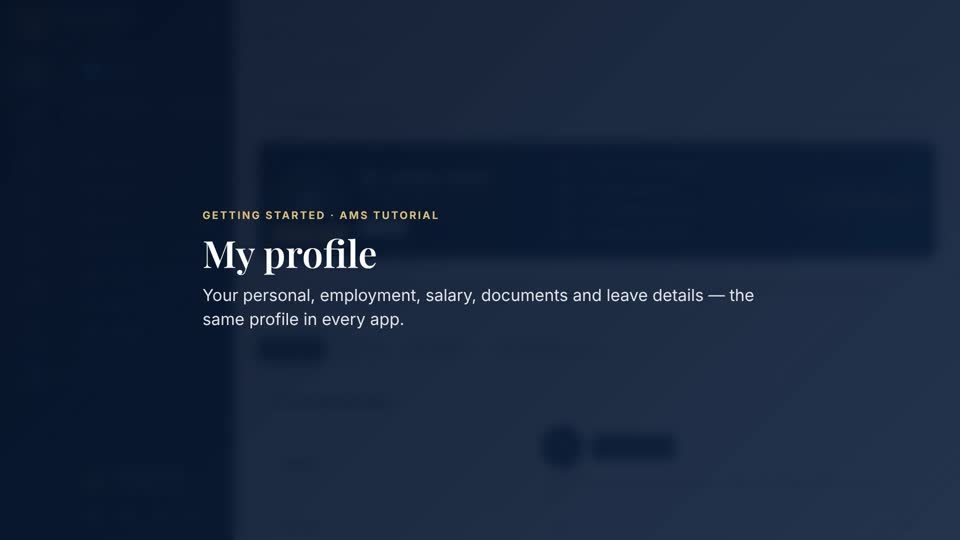 GETTING STARTED · AMS TUTORIAL
My profile
Your personal, employment, salary, documents and leave details — the
same profile in every app.